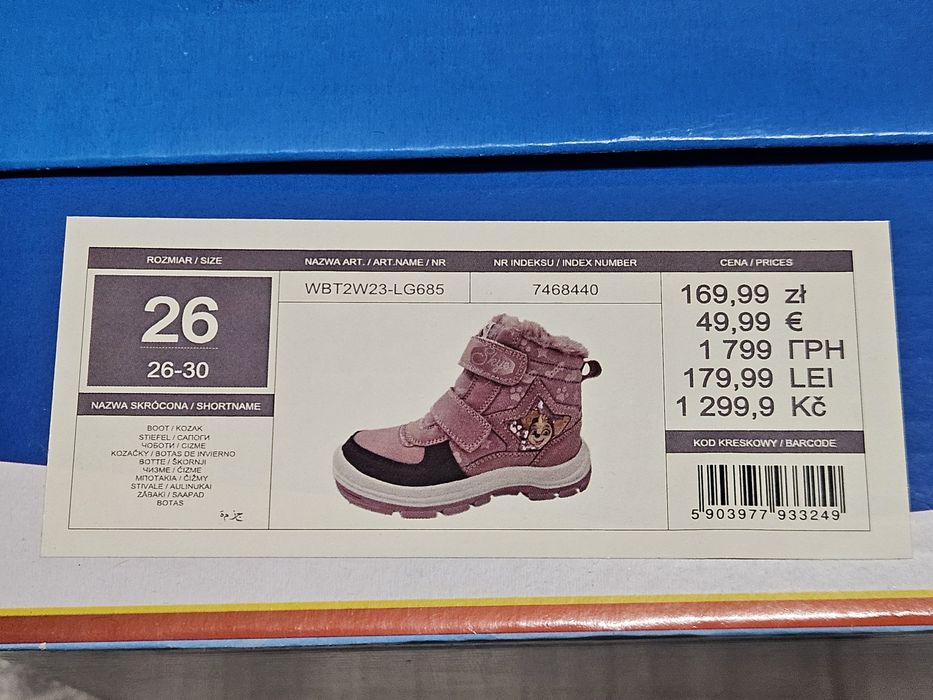 ROZMIAR / SIZE
26
26-30
NAZWA SKRÓCONA / SHORTNAME
BOOT / KOZAK
STIEFEL / САПОГИ
ЧОБОТИ / CIZME
KOZAČKY / BOTAS DE INVIERNO
BOTTE / ŠKORNJI
ЧИЗМЕ / ČIZME
ΜΠΟΤΑΚΙΑ / ČIŽMY
STIVALE / AULINUKAI
ZĀBAKI / SAAPAD
BOTAS
NAZWA ART. / ART.NAME / NR
WBT2W23-LG685
NR INDEKSU / INDEX NUMBER
7468440
Skye
CENA / PRICES
169,99 zł
49,99 €
1 799 ГРН
179,99 LEI
1 299,9 Kč
KOD KRESKOWY / BARCODE
5 903977 933249